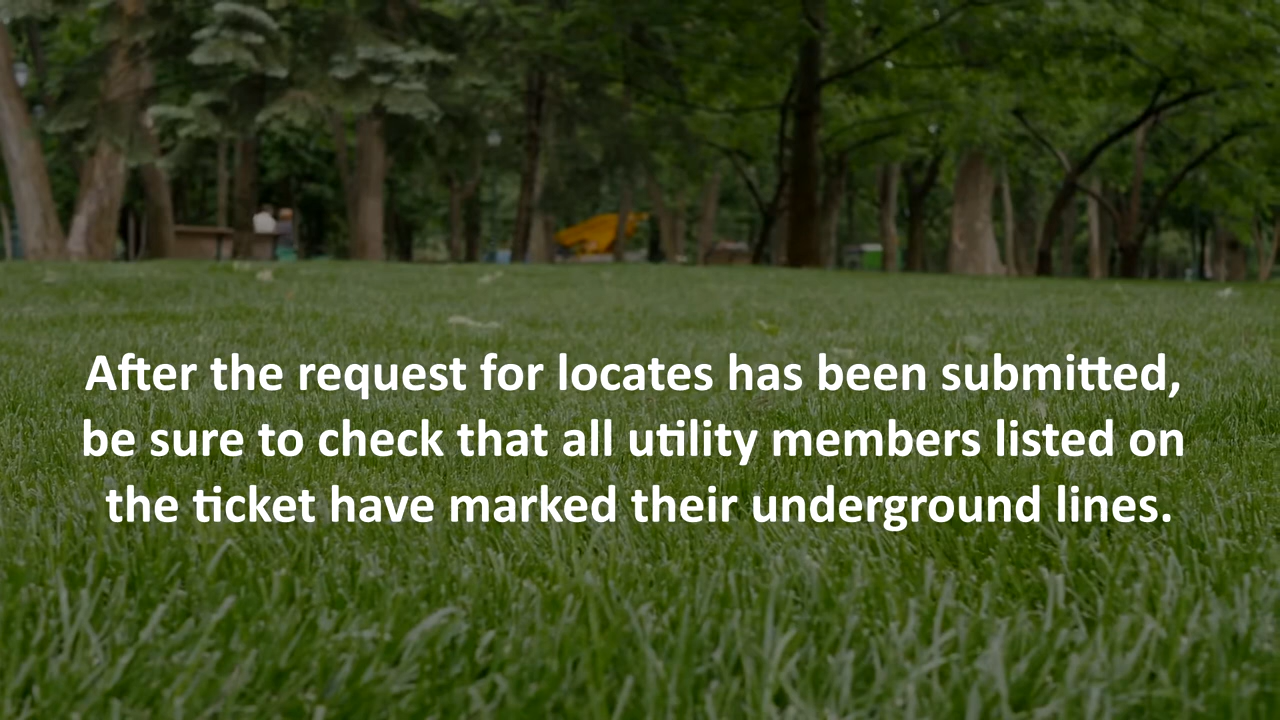 After the request for locates has been submitted,
be sure to check that all utility members listed on
the ticket have marked their underground lines.